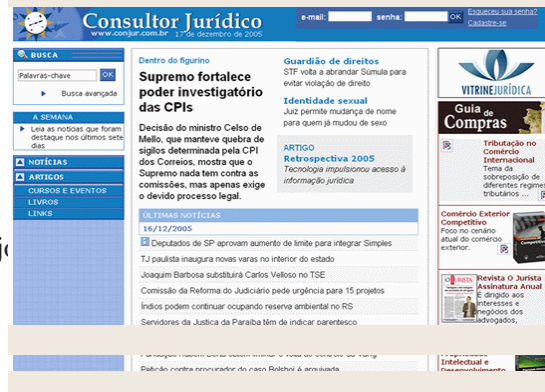 Consultor Jurídico
www.conjur.com.br 17 de dezembro de 2005
e-mail: senha: OK
Esqueceu sua senha?
Cadastre-se
BUSCA
Palavras-chave OK
Busca avançada
A SEMANA
Leia as notícias que foram
destaque nos últimos sete
dias
NOTÍCIAS
ARTIGOS
CURSOS E EVENTOS
LIVROS
LINKS
Dentro do figurino
Supremo fortalece
poder investigatório
das CPIs
Decisão do ministro Celso de
Mello, que manteve quebra de
sigilos determinada pela CPI
dos Correios, mostra que o
Supremo nada tem contra as
comissões, mas apenas exige
o devido processo legal.
Guardião de direitos
STF volta a abrandar Súmula para
evitar violação de direito
Identidade sexual
Juiz permite mudança de nome
para quem já mudou de sexo
ARTIGO
Retrospectiva 2005
Tecnologia impulsionou acesso à
informação jurídica
ÚLTIMAS NOTÍCIAS
16/12/2005
Deputados de SP aprovam aumento de limite para integrar Simples
TJ paulista inaugura novas varas no interior do estado
Joaquim Barbosa substituirá Carlos Velloso no TSE
Comissão da Reforma do Judiciário pede urgência para 15 projetos
Índios podem continuar ocupando reserva ambiental no RS
Servidores da Justiça da Paraíba têm de indicar parentesco
Petição contra procurador do caso Bolshoi é arquivada
VITRINEJURÍDICA
Guia de
Compras
Tributação no
Comércio
Internacional
Tema da
sobreposição de
diferentes regimes
tributários ...
Comércio Exterior
Competitivo
Foco no cenário
atual do comércio
exterior.
Revista O Jurista
Assinatura Anual
É dirigido aos
interesses e
negócios dos
advogados,
Intelectual e